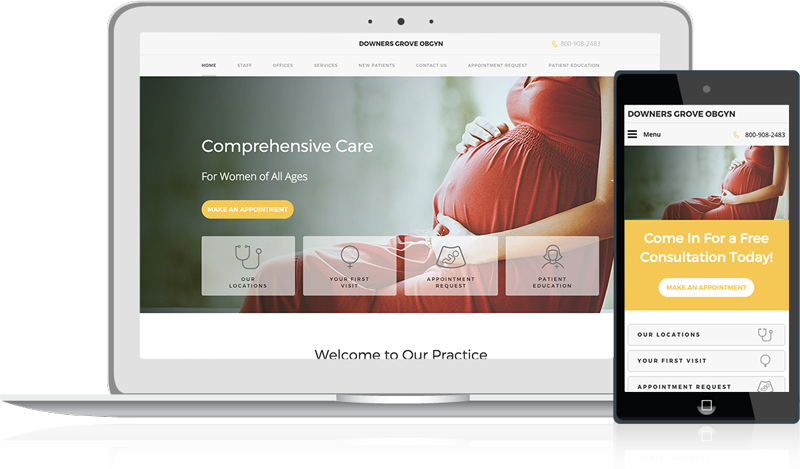 DOWNERS GROVE OBGYN
800-908-2483
HOME STAFF OFFICES SERVICES NEW PATIENTS CONTACT US APPOINTMENT REQUEST PATIENT EDUCATION
Comprehensive Care
For Women of All Ages
MAKE AN APPOINTMENT
OUR
LOCATIONS
YOUR FIRST
VISIT
APPOINTMENT
REQUEST
PATIENT
EDUCATION
Welcome to Our Practice
DOWNERS GROVE OBGYN
Menu
800-908-2483
Come In For a Free
Consultation Today!
MAKE AN APPOINTMENT
OUR LOCATIONS
YOUR FIRST VISIT
APPOINTMENT REQUEST